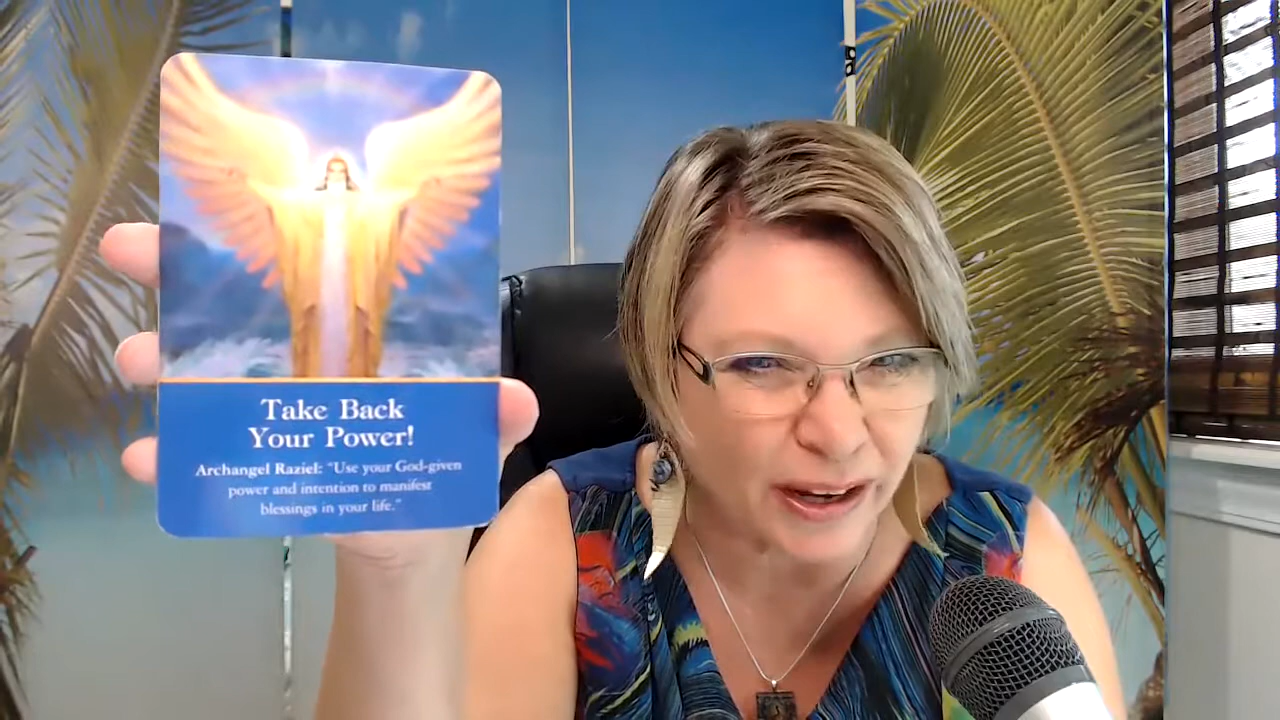 Take Back
Your Power!
Archangel Raziel: “Use your God-given
power and intention to manifest
blessings in your life.”